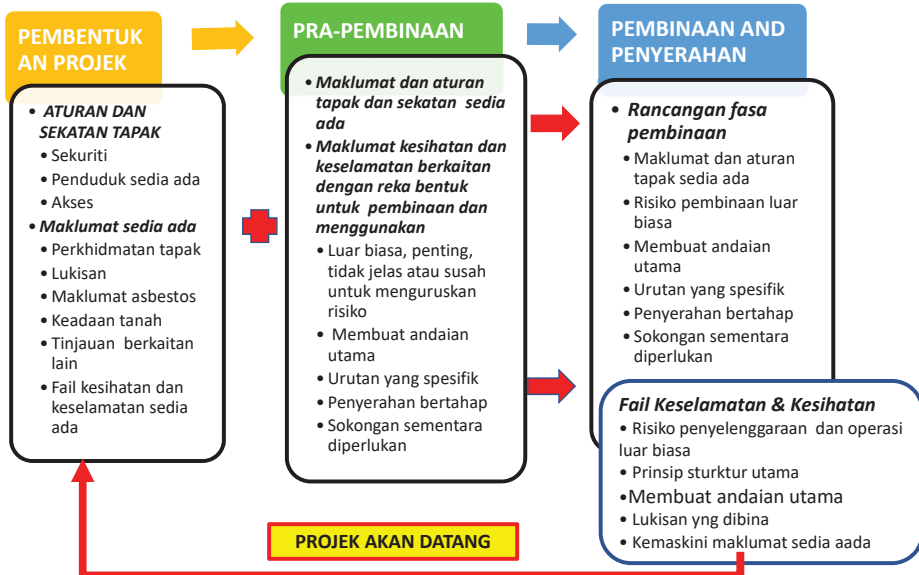 PEMBENTUK
AN PROJEK
• ATURAN DAN
SEKATAN TAPAK
• Sekuriti
• Penduduk sedia ada
• Akses
• Maklumat sedia ada
• Perkhidmatan tapak
• Lukisan
• Maklumat asbestos
• Keadaan tanah
• Tinjauan berkaitan
lain
• Fail kesihatan dan
keselamatan sedia
ada
PRA-PEMBINAAN
• Maklumat dan aturan
tapak dan sekatan sedia
ada
• Maklumat kesihatan dan
keselamatan berkaitan
dengan reka bentuk
untuk pembinaan dan
menggunakan
• Luar biasa, penting,
tidak jelas atau susah
untuk menguruskan
risiko
• Membuat andaian
utama
• Urutan yang spesifik
• Penyerahan bertahap
• Sokongan sementara
diperlukan
PEMBINAAN AND
PENYERAHAN
• Rancangan fasa
pembinaan
• Maklumat dan aturan
tapak sedia ada
• Risiko pembinaan luar
biasa
• Membuat andaian
utama
• Urutan yang spesifik
• Penyerahan bertahap
• Sokongan sementara
diperlukan
Fail Keselamatan & Kesihatan
• Risiko penyelenggaraan dan operasi
luar biasa
• Prinsip sturktur utama
• Membuat andaian utama
• Lukisan yng dibina
• Kemaskini maklumat sedia aada
PROJEK AKAN DATANG